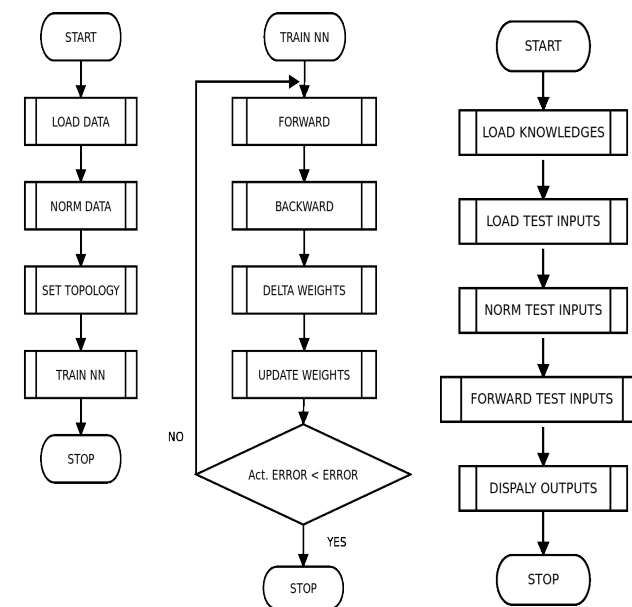 START
LOAD DATA
NORM DATA
SET TOPOLOGY
TRAIN NN
STOP
TRAIN NN
FORWARD
BACKWARD
DELTA WEIGHTS
UPDATE WEIGHTS
NO
Act. ERROR < ERROR
YES
STOP
START
LOAD KNOWLEDGES
LOAD TEST INPUTS
NORM TEST INPUTS
FORWARD TEST INPUTS
DISPALY OUTPUTS
STOP